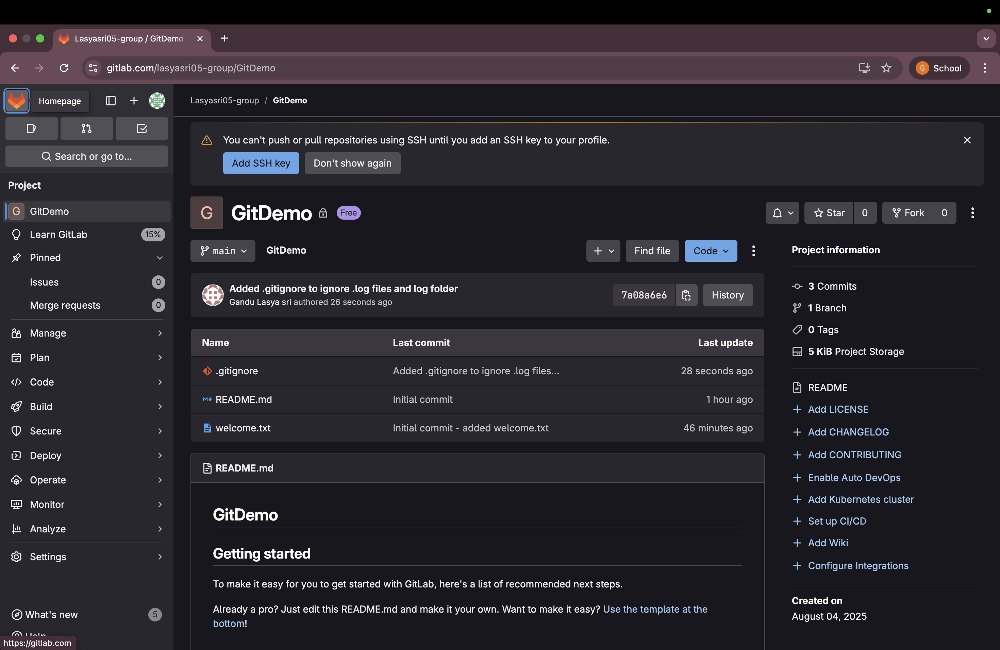 Lasyasri05-group / GitDemo
gitlab.com/lasyasri05-group/GitDemo
G School
Homepage
Lasyasri05-group / GitDemo
Search or go to...
Project
G GitDemo
Learn GitLab 15%
Pinned
Issues 0
Merge requests 0
Manage
Plan
Code
Build
Secure
Deploy
Operate
Monitor
Analyze
Settings
What's new 5
Help
https://gitlab.com
You can't push or pull repositories using SSH until you add an SSH key to your profile.
Add SSH key Don't show again
G GitDemo Free
Star 0 Fork 0
main GitDemo Find file Code
Added .gitignore to ignore .log files and log folder
Gandu Lasya sri authored 26 seconds ago
7a08a6e6 History
Name Last commit Last update
.gitignore Added .gitignore to ignore .log files... 28 seconds ago
README.md Initial commit 1 hour ago
welcome.txt Initial commit - added welcome.txt 46 minutes ago
README.md
GitDemo
Getting started
To make it easy for you to get started with GitLab, here's a list of recommended next steps.
Already a pro? Just edit this README.md and make it your own. Want to make it easy? Use the template at the
bottom!
Project information
3 Commits
1 Branch
0 Tags
5 KiB Project Storage
README
Add LICENSE
Add CHANGELOG
Add CONTRIBUTING
Enable Auto DevOps
Add Kubernetes cluster
Set up CI/CD
Add Wiki
Configure Integrations
Created on
August 04, 2025